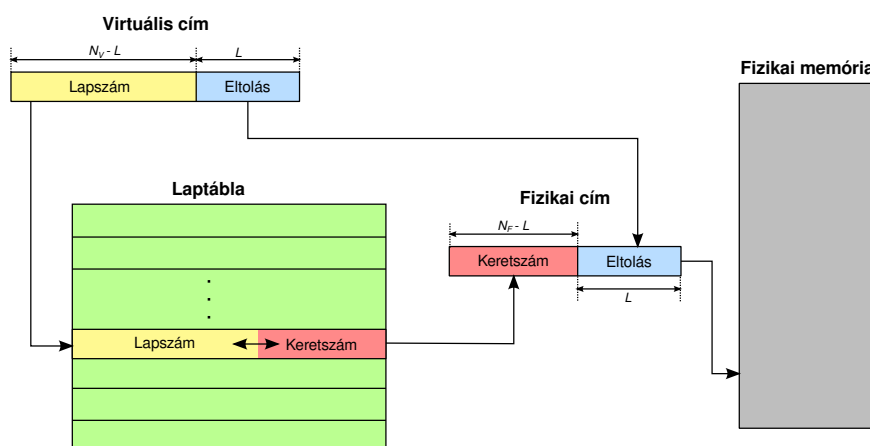 Virtuális cím
N_V - L
L
Lapszám
Eltolás
Fizikai memória
Laptábla
Fizikai cím
N_F - L
Keretszám
Eltolás
L
Lapszám
Keretszám